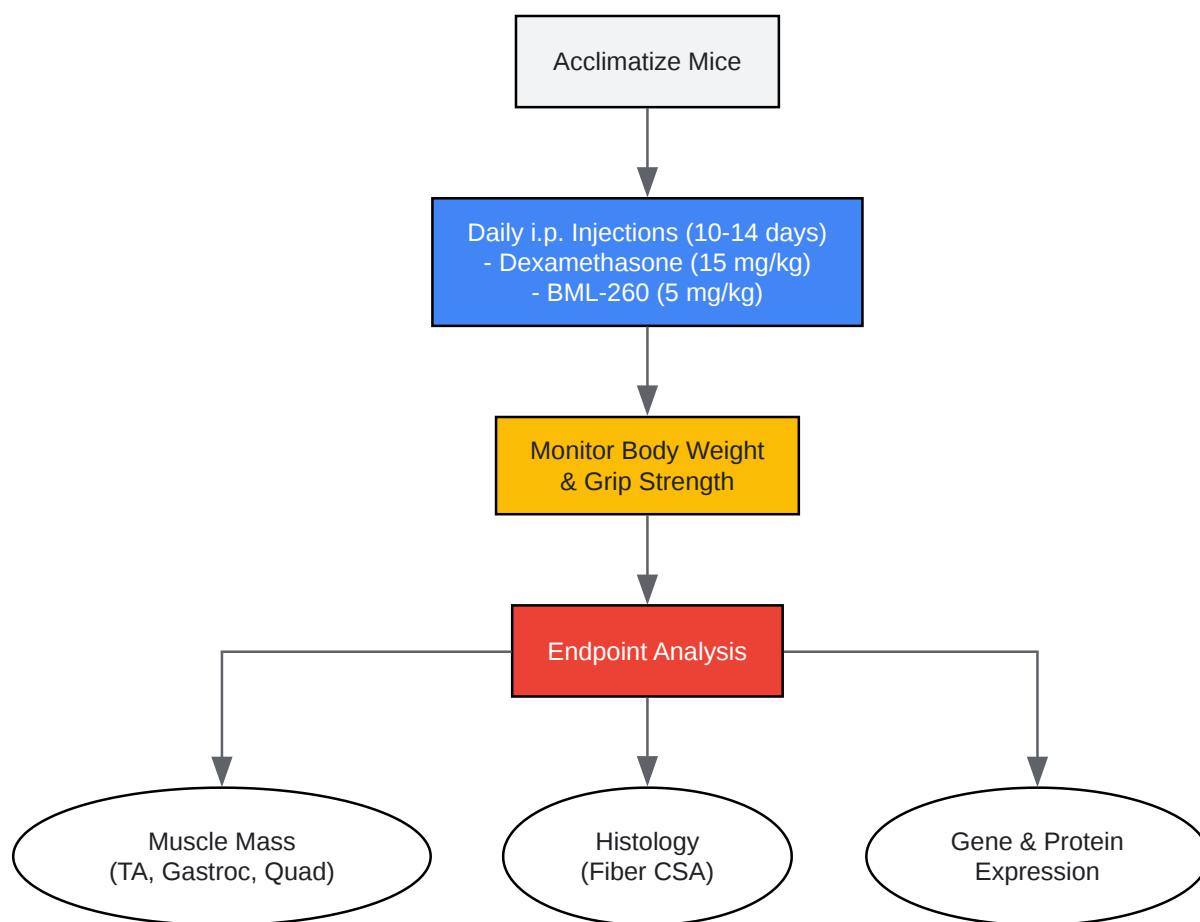 Acclimatize Mice
Daily i.p. Injections (10-14 days)
- Dexamethasone (15 mg/kg)
- BML-260 (5 mg/kg)
Monitor Body Weight
& Grip Strength
Endpoint Analysis
Muscle Mass
(TA, Gastroc, Quad)
Histology
(Fiber CSA)
Gene & Protein
Expression